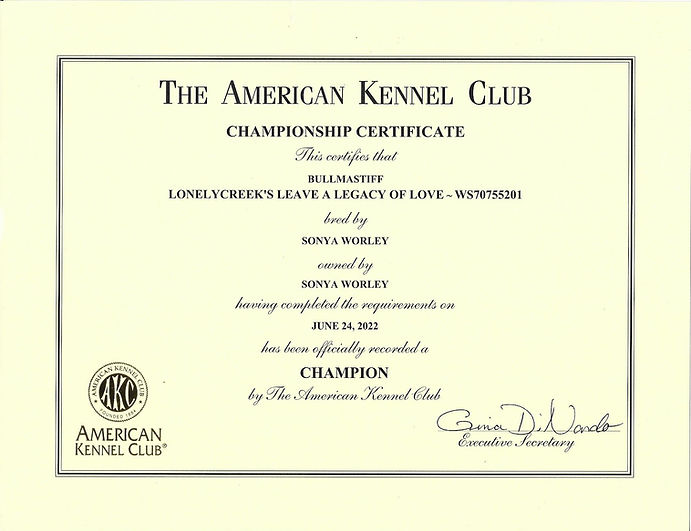 THE AMERICAN KENNEL CLUB
CHAMPIONSHIP CERTIFICATE
This certifies that
BULLMASTIFF
LONELYCREEK'S LEAVE A LEGACY OF LOVE ~ WS70755201
bred by
SONYA WORLEY
owned by
SONYA WORLEY
having completed the requirements on
JUNE 24, 2022
has been officially recorded a
CHAMPION
by The American Kennel Club
AMERICAN KENNEL CLUB
AKC
FOUNDED 1884
AMERICAN
KENNEL CLUB®
Gina DiNardo
Executive Secretary